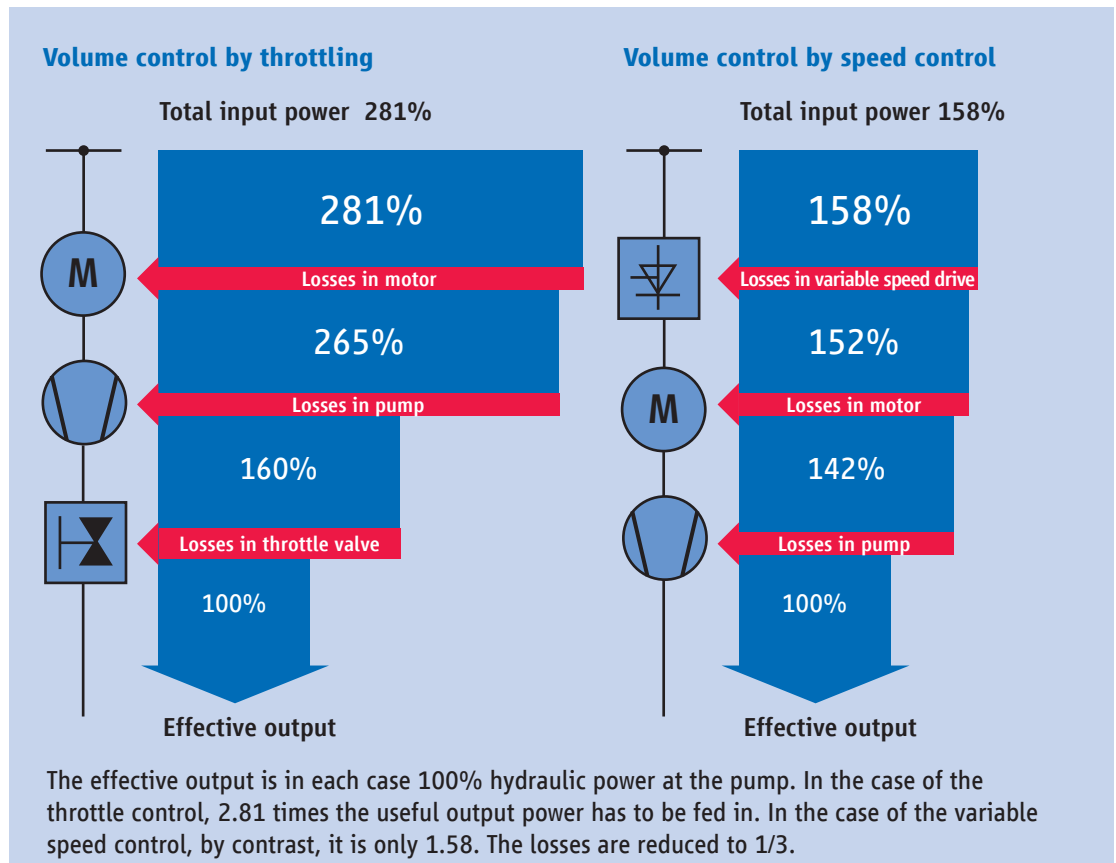 Volume control by throttling
Total input power 281%
281%
M
Losses in motor
265%
Losses in pump
160%
Losses in throttle valve
100%
Effective output
Volume control by speed control
Total input power 158%
158%
Losses in variable speed drive
152%
M
Losses in motor
142%
Losses in pump
100%
Effective output
The effective output is in each case 100% hydraulic power at the pump. In the case of the
throttle control, 2.81 times the useful output power has to be fed in. In the case of the variable
speed control, by contrast, it is only 1.58. The losses are reduced to 1/3.